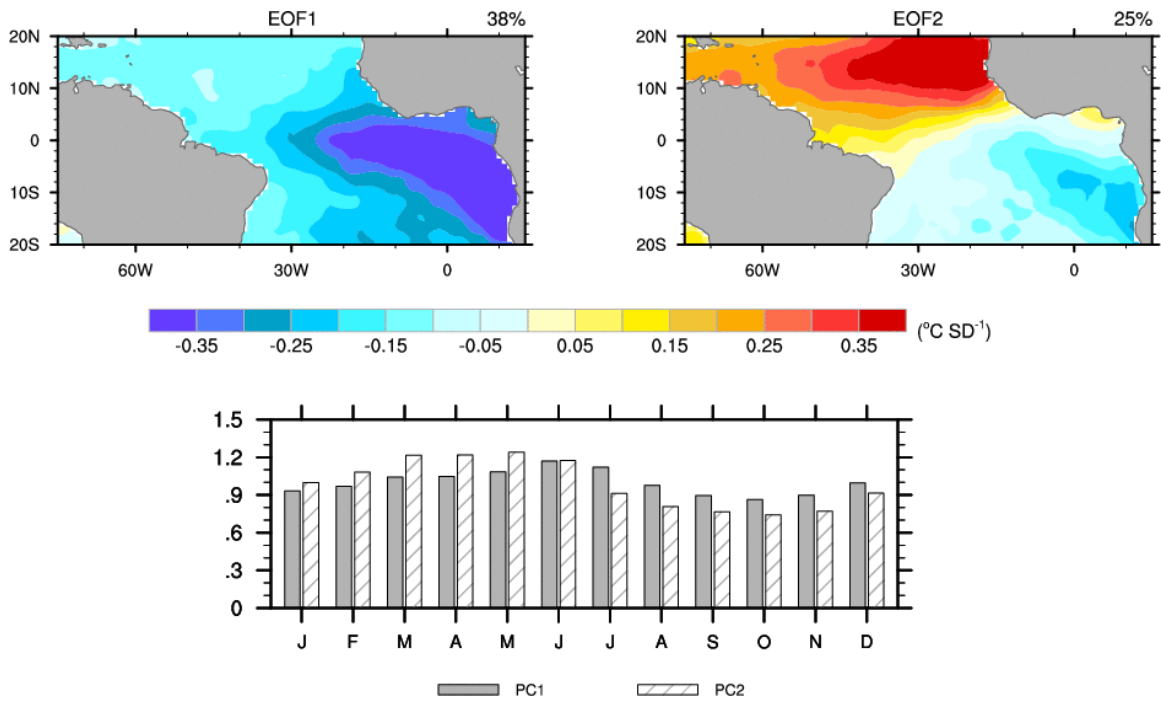 EOF1 38% EOF2 25%
20N 20N
10N 10N
0 0
10S 10S
20S 20S
60W 30W 0 60W 30W 0
-0.35 -0.25 -0.15 -0.05 0.05 0.15 0.25 0.35 (°C SD⁻¹)
1.5
1.2
.9
.6
.3
0
J F M A M J J A S O N D
PC1 PC2